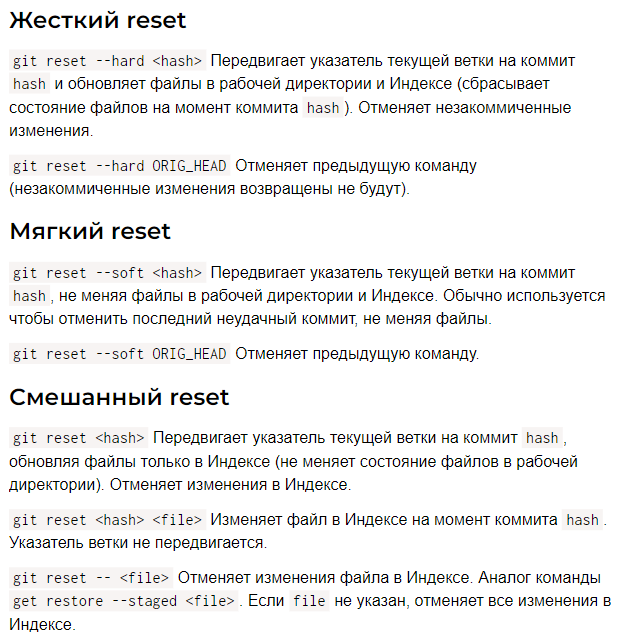 Жесткий reset
git reset --hard <hash> Передвигает указатель текущей ветки на коммит
hash и обновляет файлы в рабочей директории и Индексе (сбрасывает
состояние файлов на момент коммита hash). Отменяет незакоммиченные
изменения.
git reset --hard ORIG_HEAD Отменяет предыдущую команду
(незакоммиченные изменения возвращены не будут).
Мягкий reset
git reset --soft <hash> Передвигает указатель текущей ветки на коммит
hash, не меняя файлы в рабочей директории и Индексе. Обычно используется
чтобы отменить последний неудачный коммит, не меняя файлы.
git reset --soft ORIG_HEAD Отменяет предыдущую команду.
Смешанный reset
git reset <hash> Передвигает указатель текущей ветки на коммит hash,
обновляя файлы только в Индексе (не меняет состояние файлов в рабочей
директории). Отменяет изменения в Индексе.
git reset <hash> <file> Изменяет файл в Индексе на момент коммита hash.
Указатель ветки не передвигается.
git reset -- <file> Отменяет изменения файла в Индексе. Аналог команды
get restore --staged <file>. Если file не указан, отменяет все изменения в
Индексе.